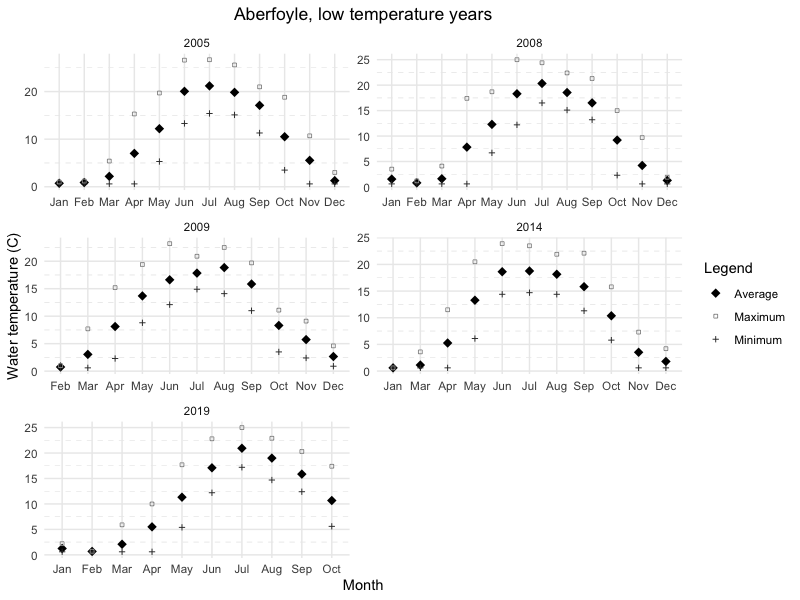 Aberfoyle, low temperature years
2005
20
10
0
Jan Feb Mar Apr May Jun Jul Aug Sep Oct Nov Dec
2008
25
20
15
10
5
0
Jan Feb Mar Apr May Jun Jul Aug Sep Oct Nov Dec
Water temperature (C)
2009
20
15
10
5
0
Feb Mar Apr May Jun Jul Aug Sep Oct Nov Dec
2014
25
20
15
10
5
0
Jan Feb Mar Apr May Jun Jul Aug Sep Oct Nov Dec
2019
25
20
15
10
5
0
Jan Feb Mar Apr May Jun Jul Aug Sep Oct
Month
Legend
Average
Maximum
Minimum